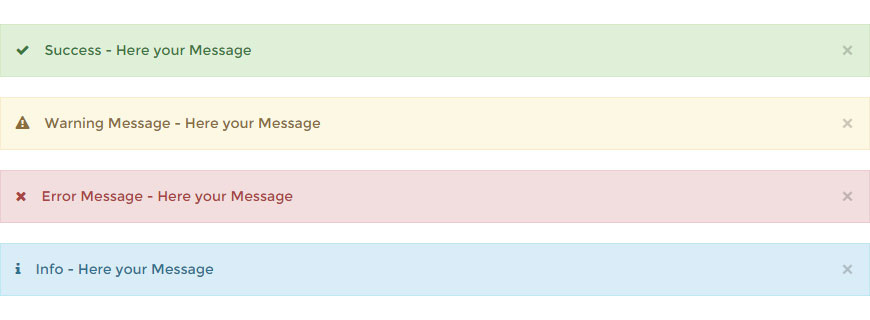 Success - Here your Message
Warning Message - Here your Message
Error Message - Here your Message
Info - Here your Message